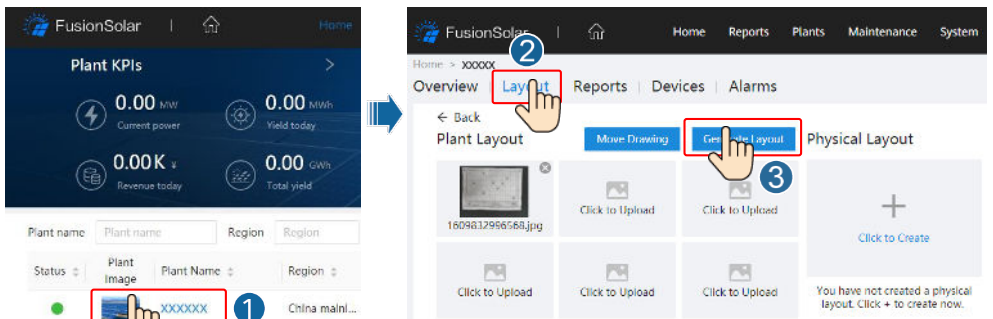 FusionSolar
Home
Plant KPIs >
0.00 MW
Current power
0.00 MWh
Yield today
0.00K ¥
Revenue today
0.00 GWh
Total yield
Plant name Plant name Region Region
Status Plant Image Plant Name Region
XXXXXX China mainl...
1
FusionSolar
Home Reports Plants Maintenance System
2
Home > XXXXX
Overview Layout Reports Devices Alarms
← Back
Plant Layout Move Drawing Generate Layout Physical Layout
3
1609832996568.jpg
Click to Upload
Click to Upload
+
Click to Create
Click to Upload
Click to Upload
Click to Upload
You have not created a physical
layout. Click + to create now.